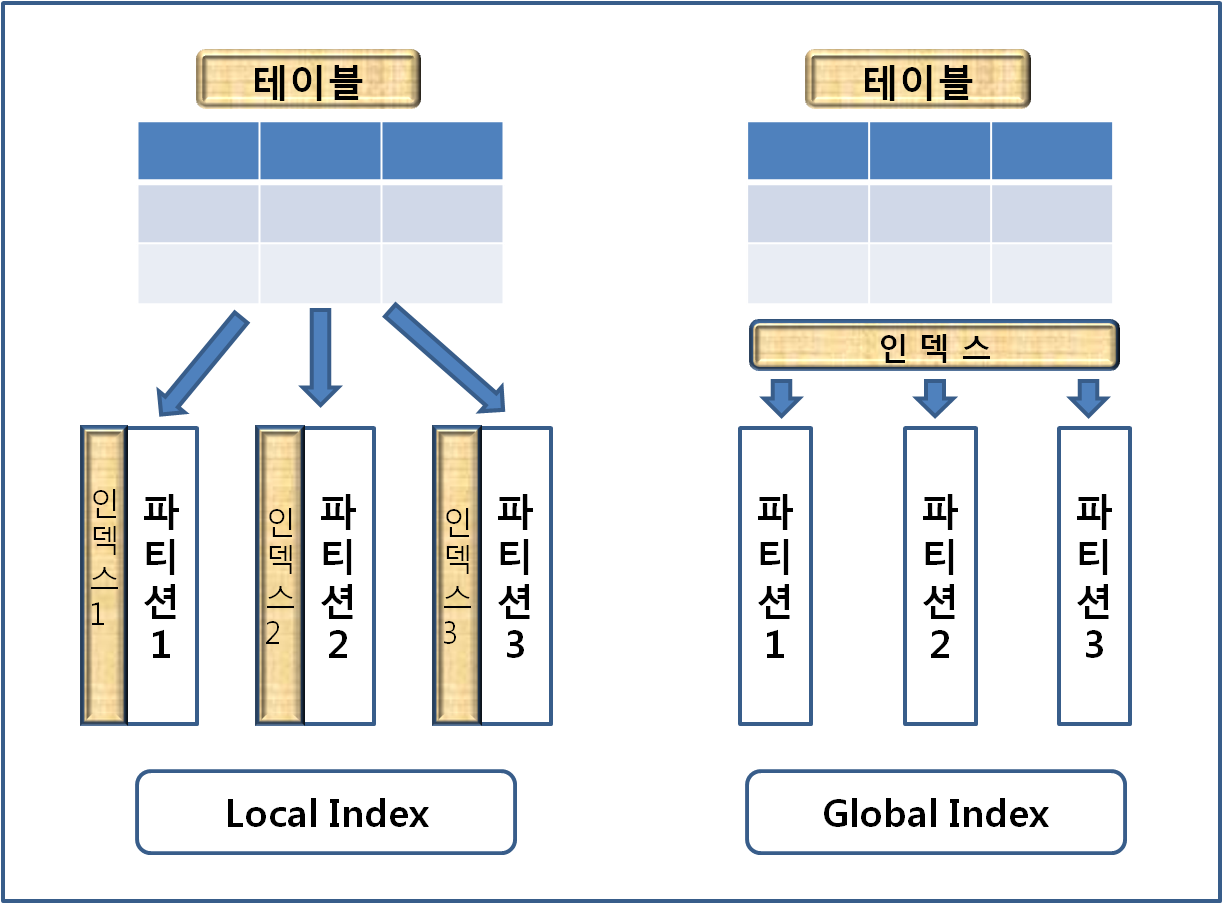 테이블
인덱스1
파티션1
인덱스2
파티션2
인덱스3
파티션3
Local Index
테이블
인 덱 스
파티션1
파티션2
파티션3
Global Index